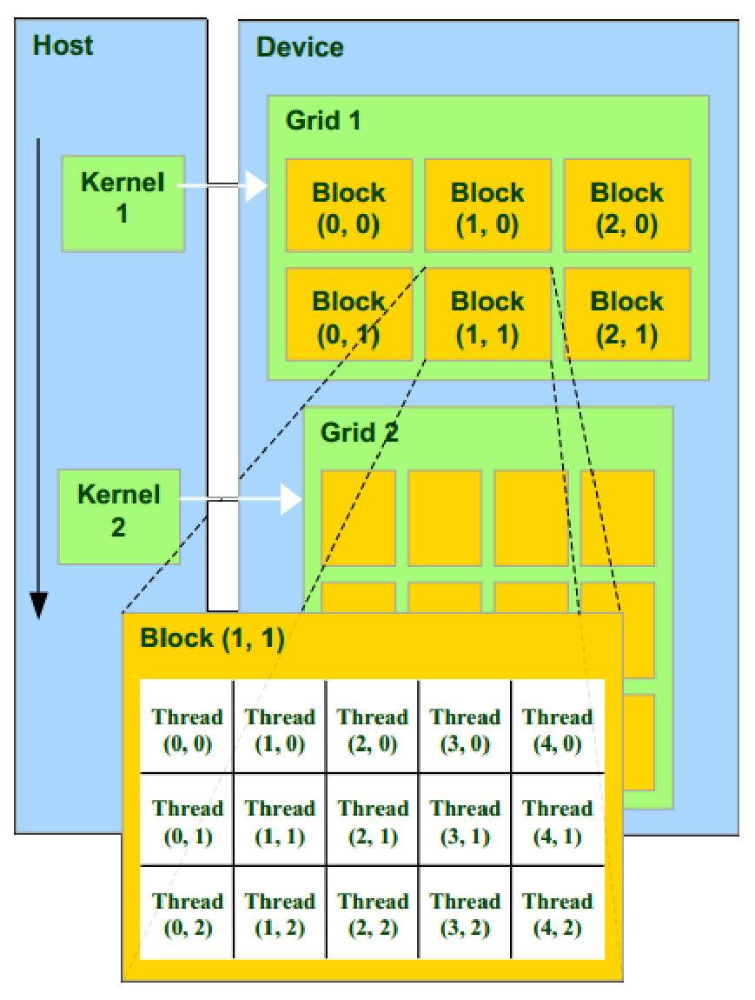 Host
Device
Grid 1
Kernel
1
Block
(0, 0)
Block
(1, 0)
Block
(2, 0)
Block
(0, 1)
Block
(1, 1)
Block
(2, 1)
Grid 2
Kernel
2
Block (1, 1)
Thread
(0, 0)
Thread
(1, 0)
Thread
(2, 0)
Thread
(3, 0)
Thread
(4, 0)
Thread
(0, 1)
Thread
(1, 1)
Thread
(2, 1)
Thread
(3, 1)
Thread
(4, 1)
Thread
(0, 2)
Thread
(1, 2)
Thread
(2, 2)
Thread
(3, 2)
Thread
(4, 2)